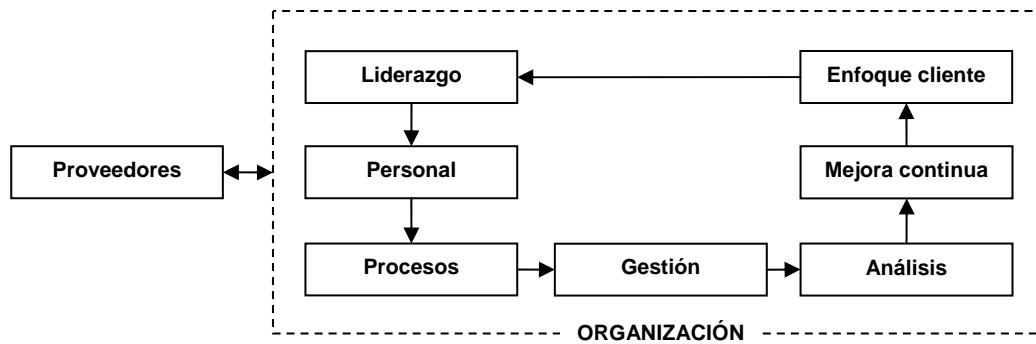 Liderazgo
Enfoque cliente
Proveedores
Personal
Mejora continua
Procesos
Gestión
Análisis
ORGANIZACIÓN